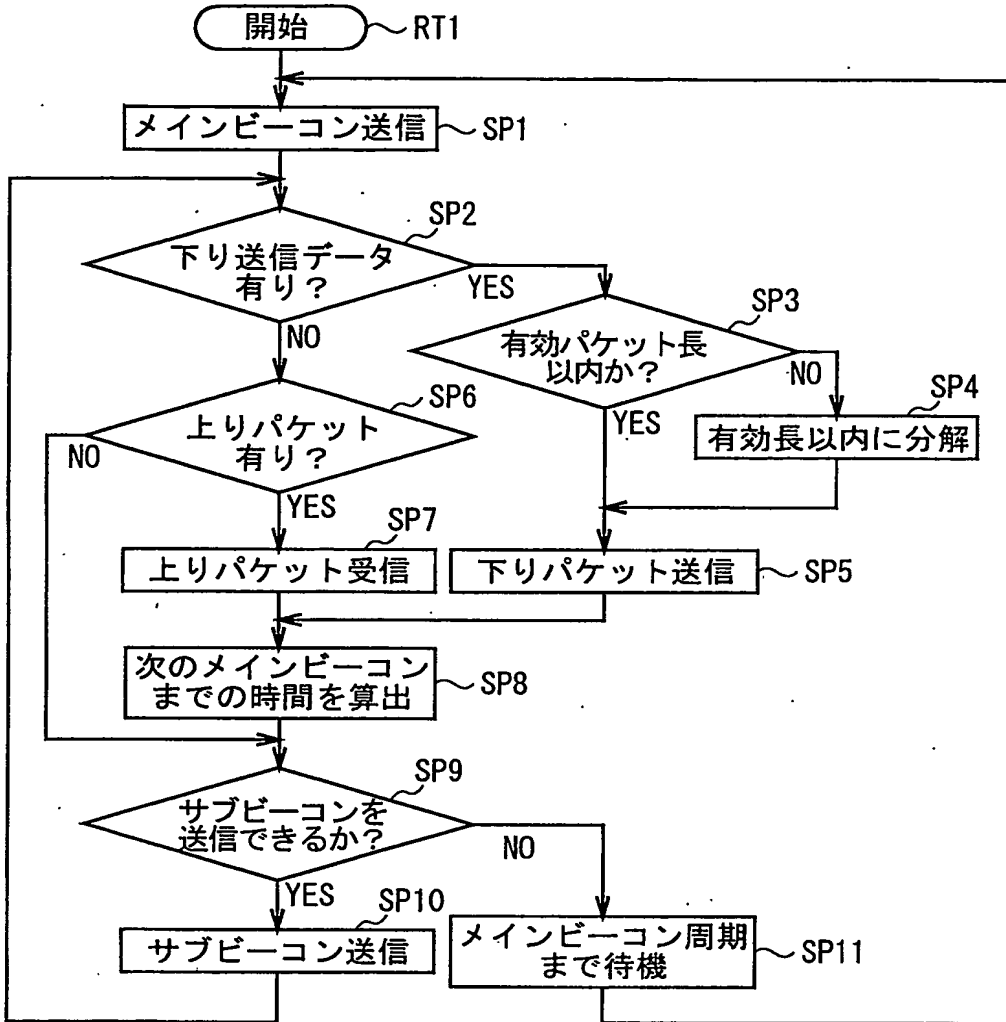 開始
RT1
メインビーコン送信
SP1
SP2
下り送信データ
有り？
YES
NO
SP3
有効パケット長
以内か？
NO
YES
SP4
有効長以内に分解
SP6
上りパケット
有り？
NO
YES
SP7
上りパケット受信
下りパケット送信
SP5
次のメインビーコン
までの時間を算出
SP8
SP9
サブビーコンを
送信できるか？
NO
YES
SP10
サブビーコン送信
メインビーコン周期
まで待機
SP11